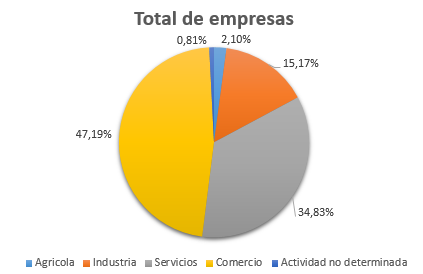 Total de empresas
0,81%
2,10%
15,17%
47,19%
34,83%
Agricola Industria Servicios Comercio Actividad no determinada